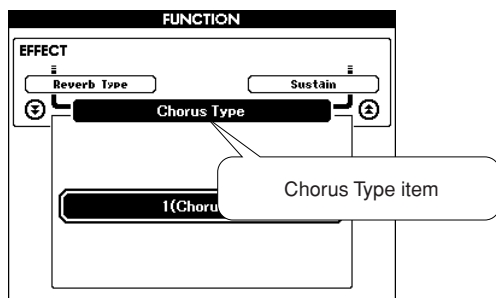 FUNCTION
EFFECT
Reverb Type
Sustain
Chorus Type
Chorus Type item
1(Choru